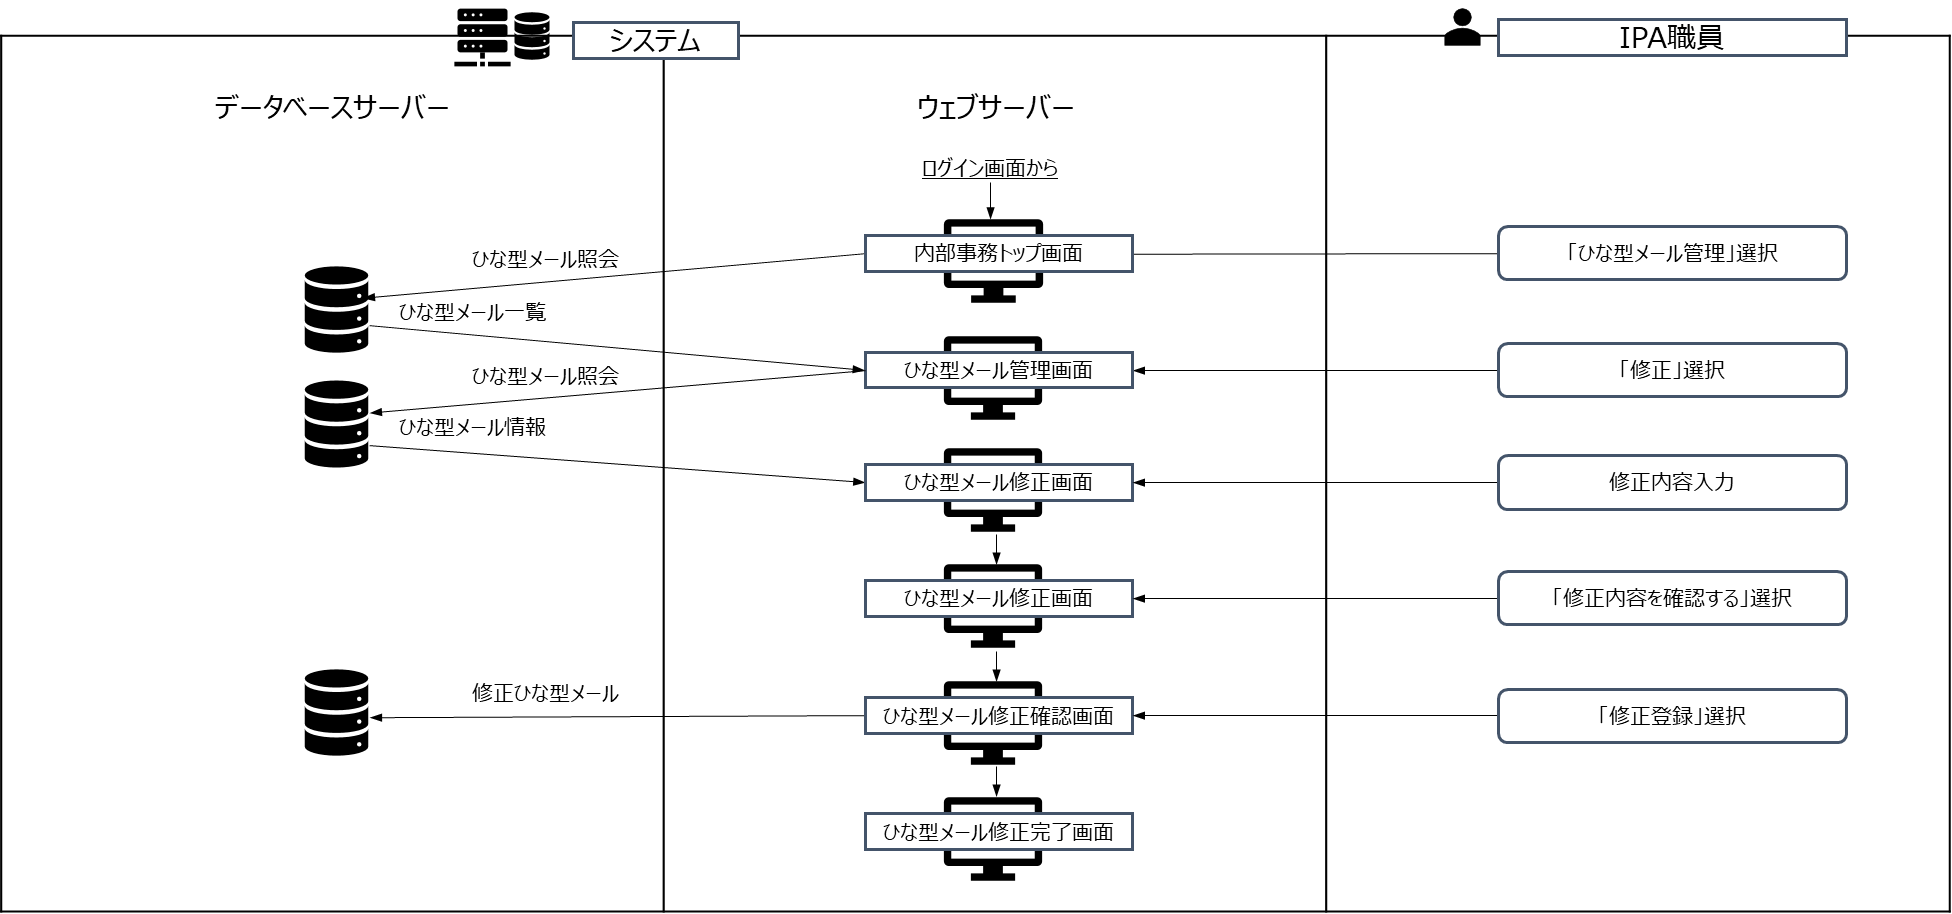 システム
IPA職員
データベースサーバー
ウェブサーバー
ログイン画面から
内部事務トップ画面
「ひな型メール管理」選択
ひな型メール照会
ひな型メール一覧
ひな型メール管理画面
「修正」選択
ひな型メール照会
ひな型メール情報
ひな型メール修正画面
修正内容入力
ひな型メール修正画面
「修正内容を確認する」選択
修正ひな型メール
ひな型メール修正確認画面
「修正登録」選択
ひな型メール修正完了画面